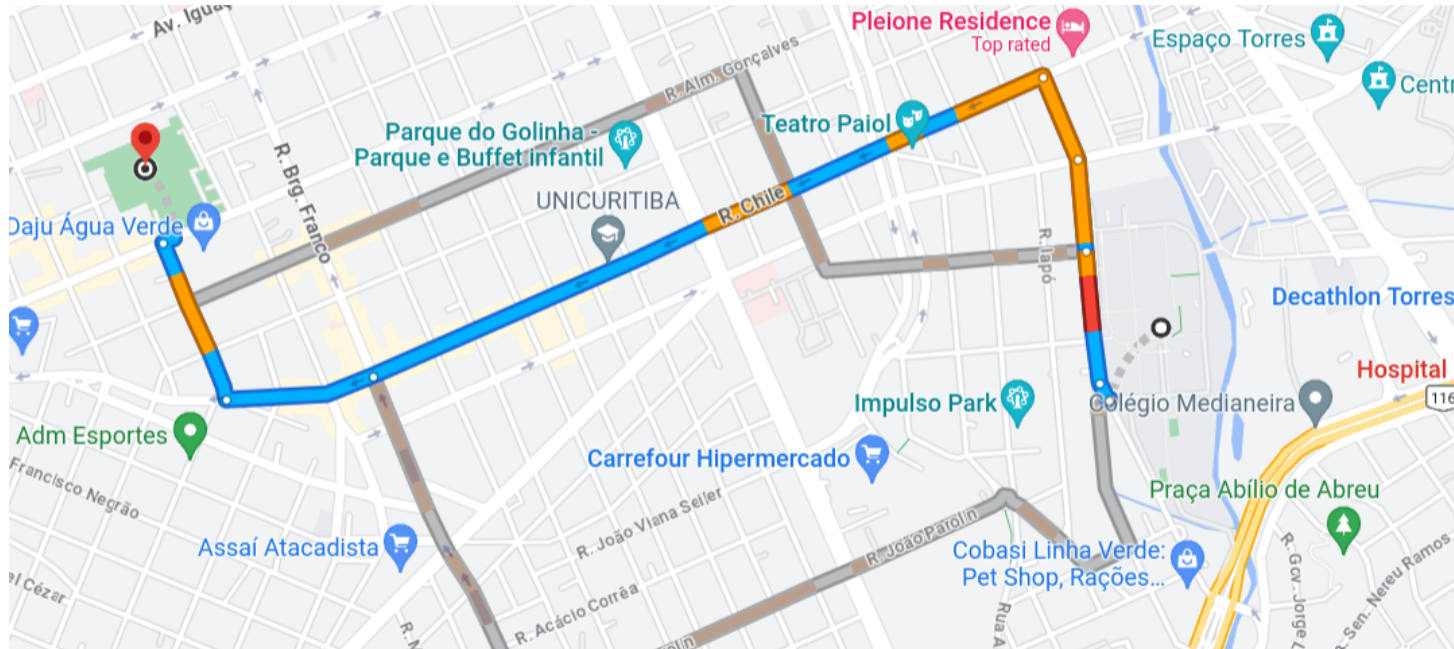 Av. Iguaç
Pleione Residence
Top rated
Espaço Torres
Centr
R. Alm. Gonçalves
Teatro Paiol
Parque do Golinha -
Parque e Buffet infantil
R. Brg. Franco
UNICURITIBA
R. Chile
Daju Água Verde
R. Iapó
Decathlon Torres
Hospital
116
Impulso Park
Colégio Medianeira
Adm Esportes
Carrefour Hipermercado
Francisco Negrão
Praça Abílio de Abreu
R. João Viana Seiler
Assaí Atacadista
R. João Parolin
Cobasi Linha Verde:
Pet Shop, Rações...
el Cézar
R. Acácio Corrêa
R. Gov. Jorge L
R. Sen. Nereu Ramos
Rua A